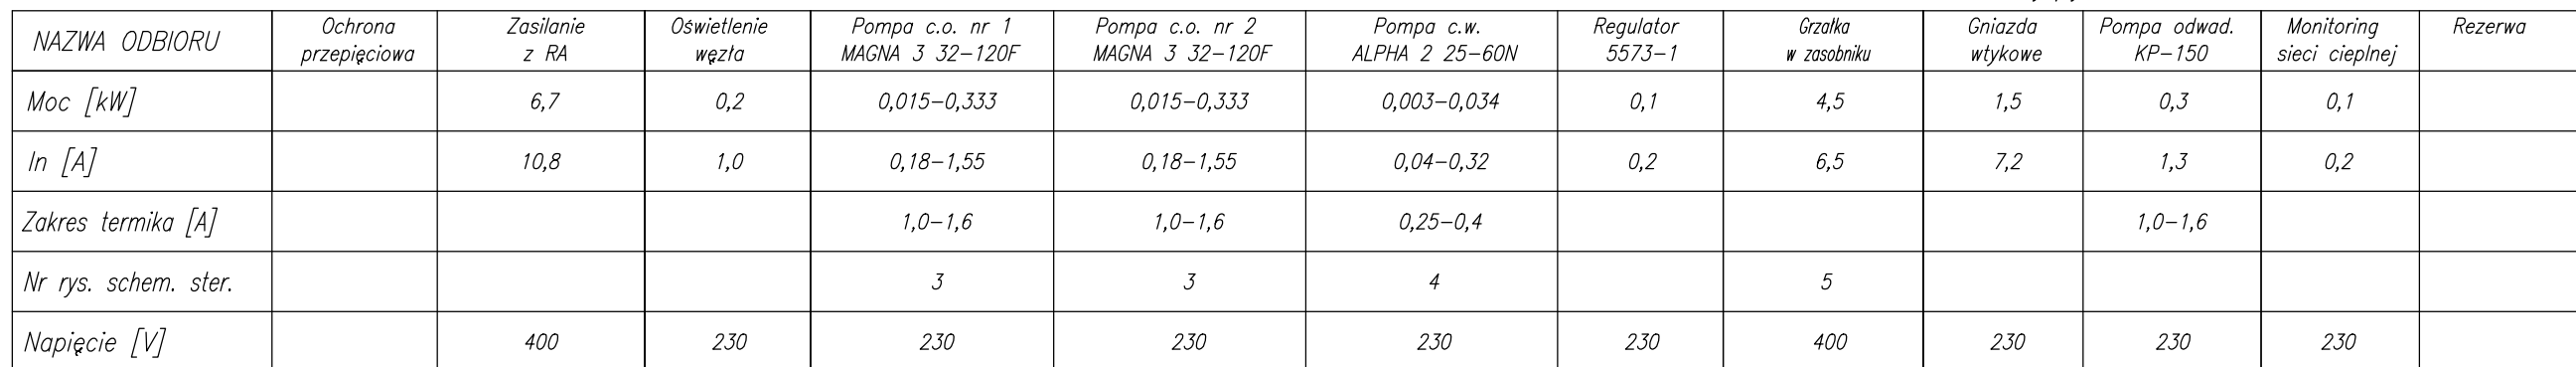 NAZWA ODBIORU Ochrona przepięciowa Zasilanie z RA Oświetlenie węzła Pompa c.o. nr 1 MAGNA 3 32-120F Pompa c.o. nr 2 MAGNA 3 32-120F Pompa c.w. ALPHA 2 25-60N Regulator 5573-1 Grzałka w zasobniku Gniazda wtykowe Pompa odwad. KP-150 Monitoring sieci cieplnej Rezerwa
Moc [kW] 6,7 0,2 0,015-0,333 0,015-0,333 0,003-0,034 0,1 4,5 1,5 0,3 0,1
In [A] 10,8 1,0 0,18-1,55 0,18-1,55 0,04-0,32 0,2 6,5 7,2 1,3 0,2
Zakres termika [A] 1,0-1,6 1,0-1,6 0,25-0,4 1,0-1,6
Nr rys. schem. ster. 3 3 4 5
Napięcie [V] 400 230 230 230 230 230 400 230 230 230